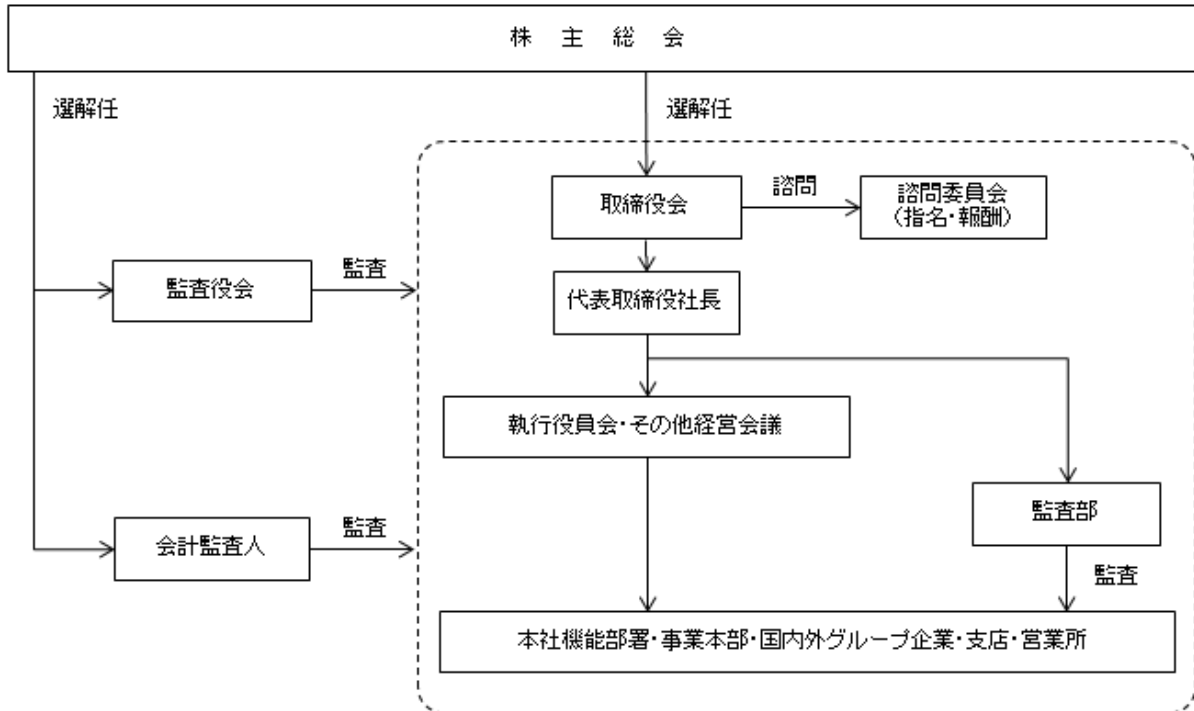 株主総会
選解任
選解任
取締役会
諮問
諮問委員会
(指名・報酬)
監査役会
監査
代表取締役社長
執行役員会・その他経営会議
監査部
会計監査人
監査
監査
本社機能部署・事業本部・国内外グループ企業・支店・営業所